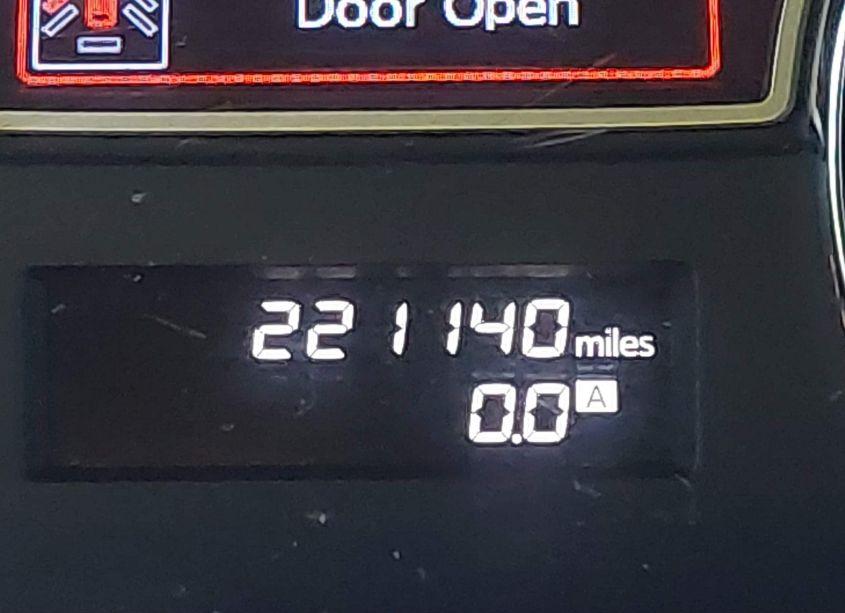 Door Open
221140 miles
0.0 A